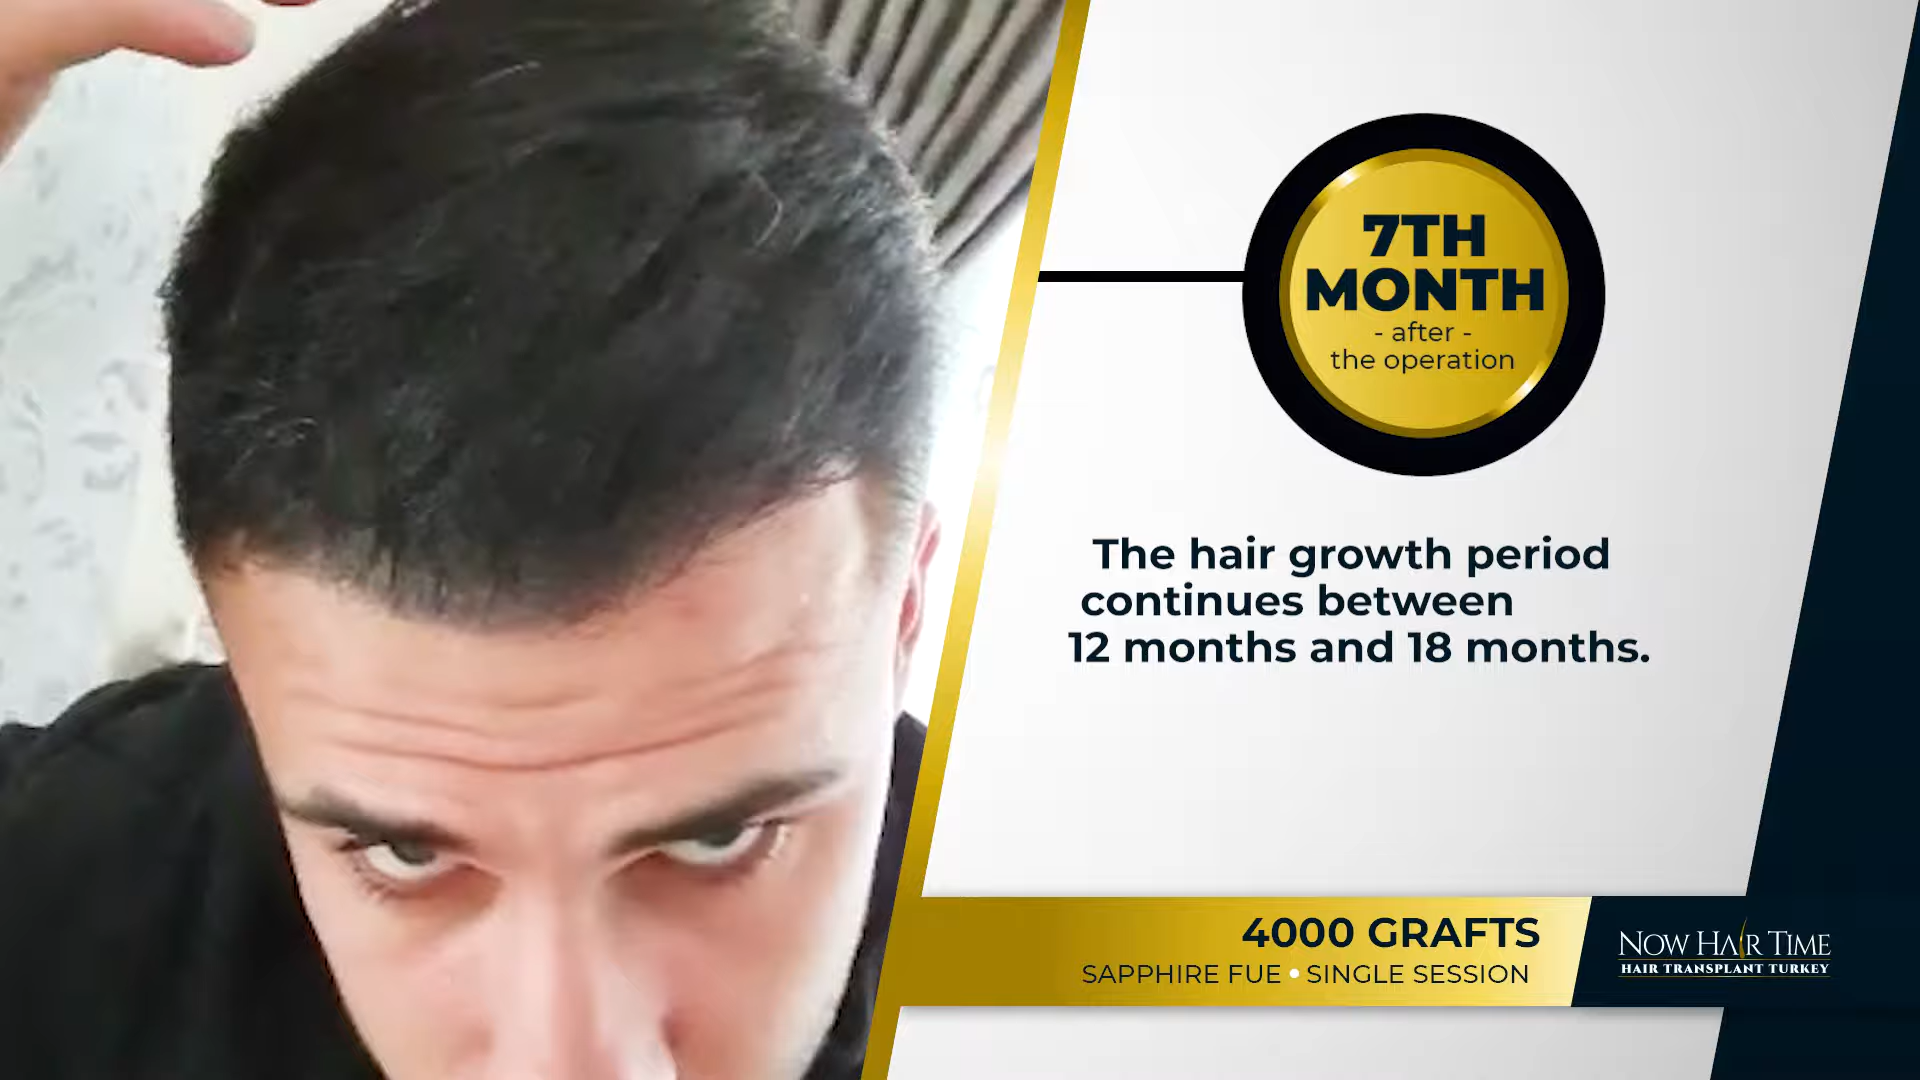 7TH
MONTH
- after -
the operation
The hair growth period
continues between
12 months and 18 months.
4000 GRAFTS
SAPPHIRE FUE • SINGLE SESSION
NOW HAIR TIME
HAIR TRANSPLANT TURKEY